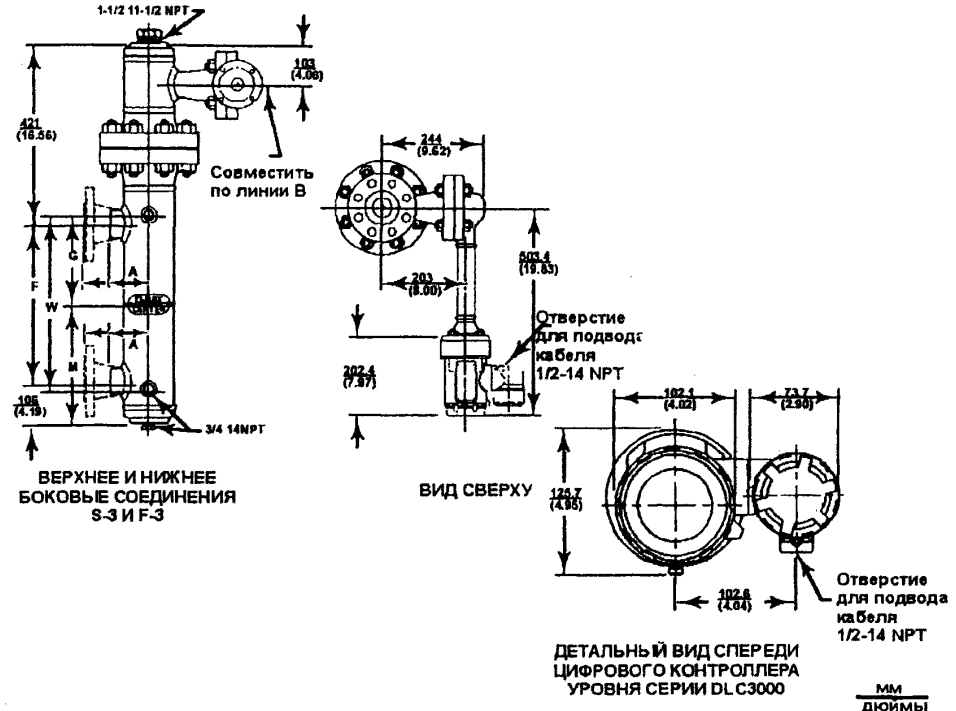 1-1/2 11-1/2 NPT
103
(4.06)
421
(16.56)
Совместить
по линии В
G
F
W
A
A
M
106
(4.19)
3/4 14NPT
ВЕРХНЕЕ И НИЖНЕЕ
БОКОВЫЕ СОЕДИНЕНИЯ
S-3 И F-3
244
(9.62)
503.4
(19.83)
203
(8.00)
202.4
(7.97)
Отверстие
для подвода
кабеля
1/2-14 NPT
ВИД СВЕРХУ
102.1
(4.02)
73.7
(2.90)
125.7
(4.95)
102.6
(4.04)
Отверстие
для подвода
кабеля
1/2-14 NPT
ДЕТАЛЬНЫЙ ВИД СПЕРЕДИ
ЦИФРОВОГО КОНТРОЛЛЕРА
УРОВНЯ СЕРИИ DLC3000
мм
дюймы